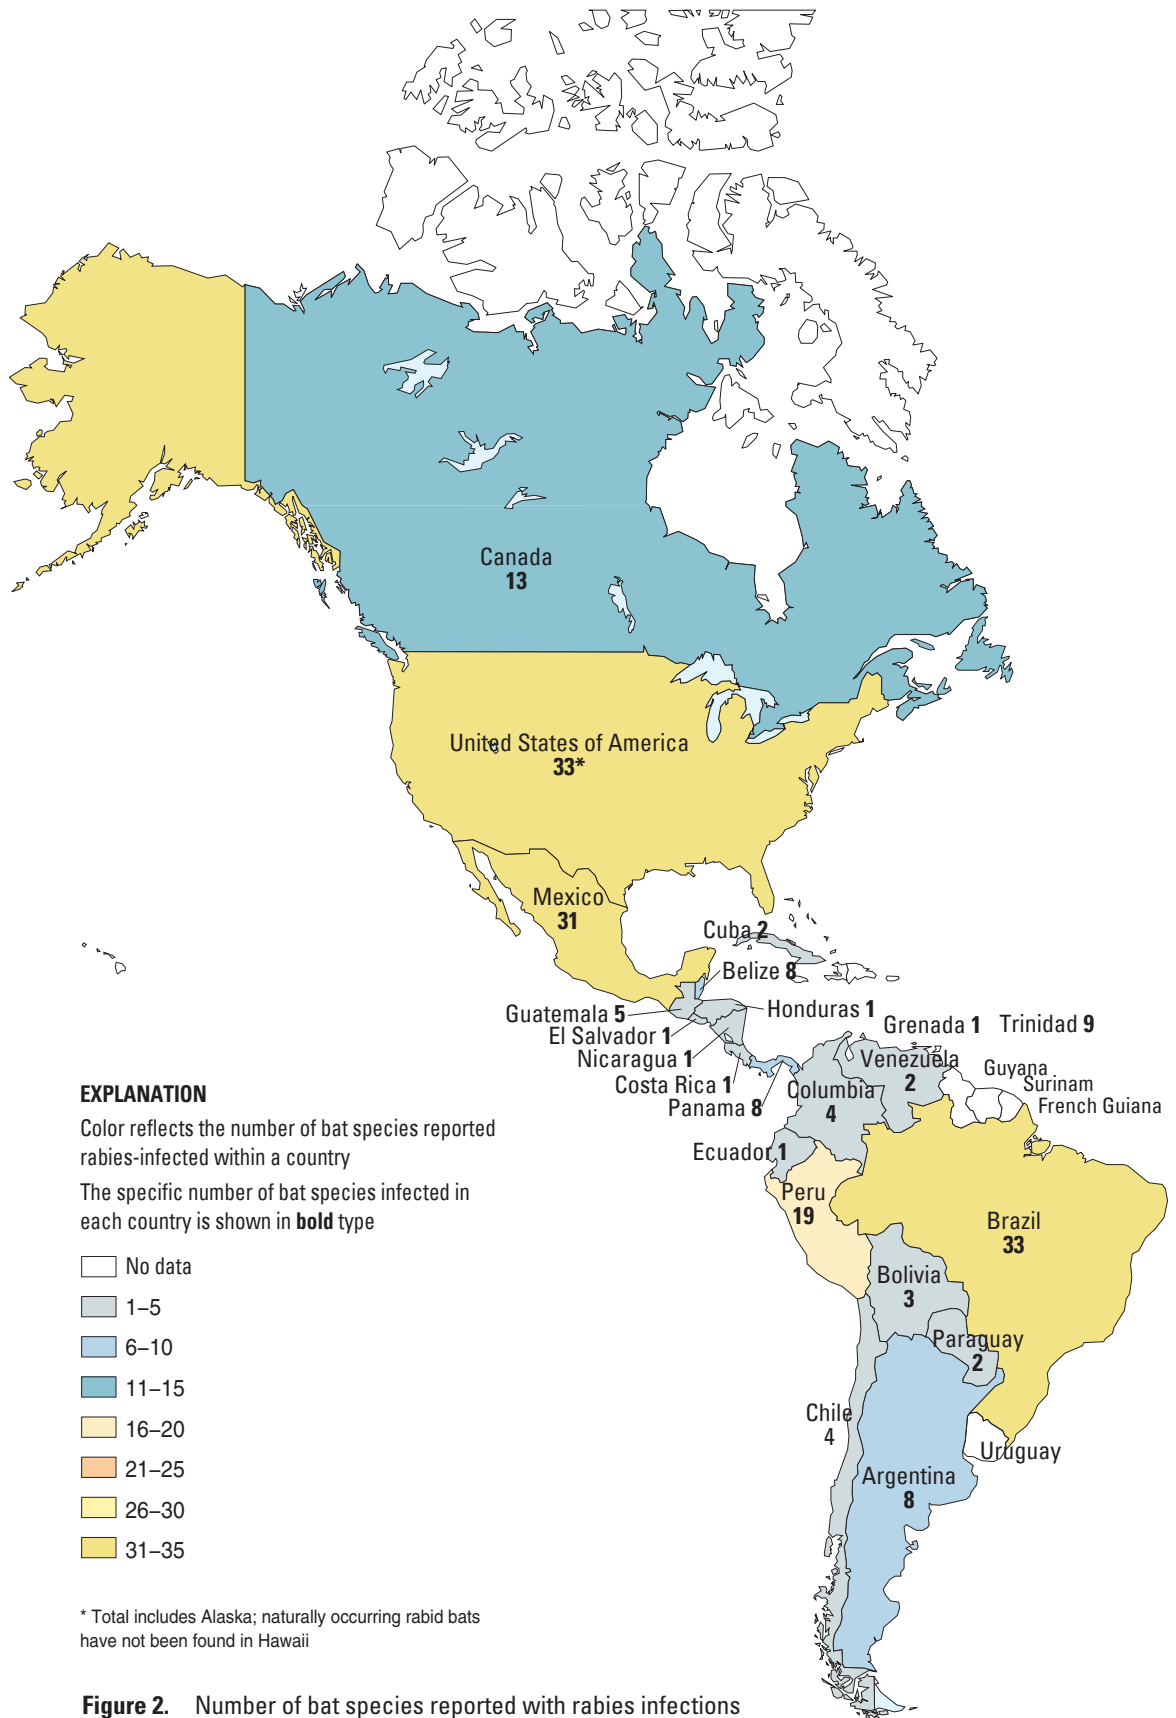 Canada
13
United States of America
33*
Mexico
31
Cuba 2
Belize 8
Guatemala 5
Honduras 1
El Salvador 1
Nicaragua 1
Costa Rica 1
Panama 8
Grenada 1
Trinidad 9
Venezuela
2
Guyana
Surinam
French Guiana
Columbia
4
Ecuador 1
Peru
19
Brazil
33
Bolivia
3
Paraguay
2
Chile
4
Uruguay
Argentina
8
EXPLANATION
Color reflects the number of bat species reported
rabies-infected within a country
The specific number of bat species infected in
each country is shown in bold type
No data
1–5
6–10
11–15
16–20
21–25
26–30
31–35
* Total includes Alaska; naturally occurring rabid bats
have not been found in Hawaii
Figure 2. Number of bat species reported with rabies infections